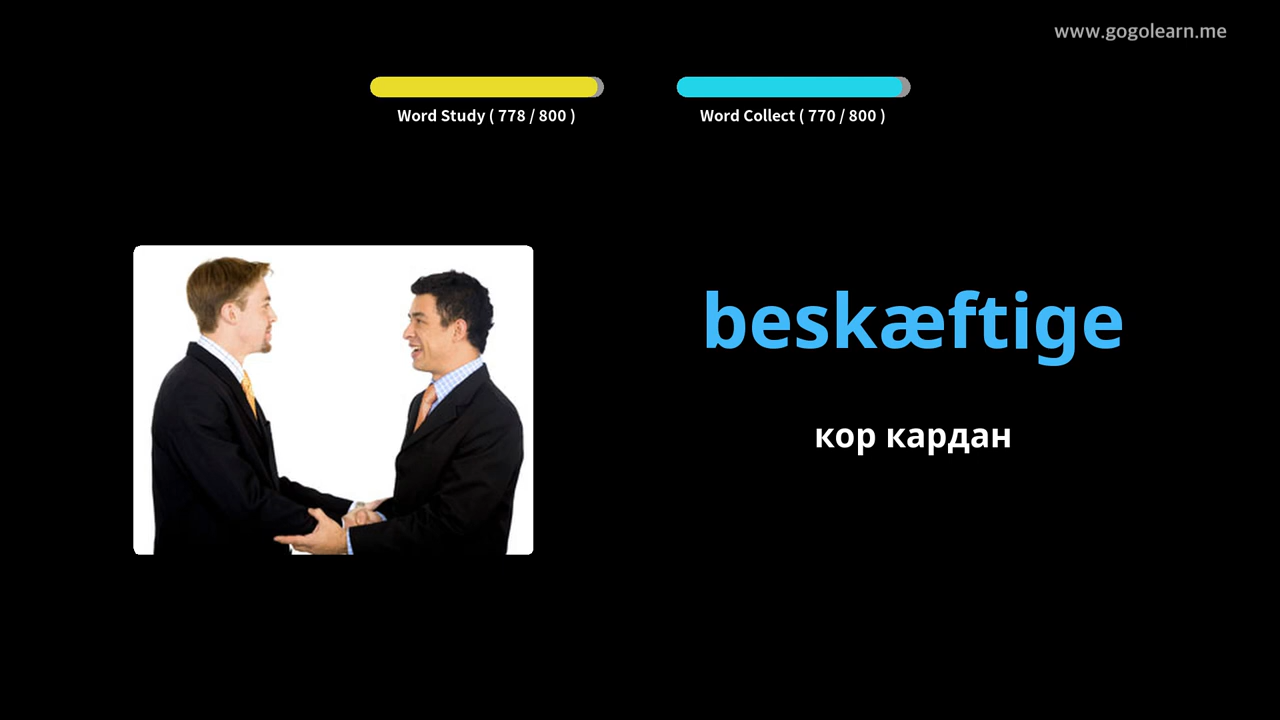 www.gogolearn.me
Word Study ( 778 / 800 )
Word Collect ( 770 / 800 )
beskæftige
кор кардан